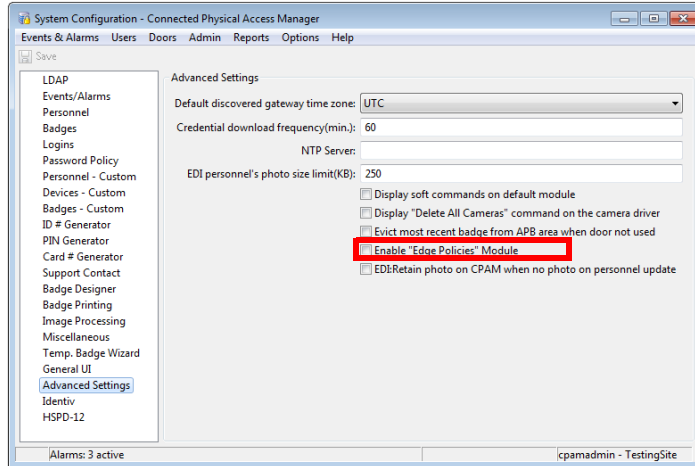 System Configuration - Connected Physical Access Manager
Events & Alarms Users Doors Admin Reports Options Help
Save
LDAP
Events/Alarms
Personnel
Badges
Logins
Password Policy
Personnel - Custom
Devices - Custom
Badges - Custom
ID # Generator
PIN Generator
Card # Generator
Support Contact
Badge Designer
Badge Printing
Image Processing
Miscellaneous
Temp. Badge Wizard
General UI
Advanced Settings
Identiv
HSPD-12
Advanced Settings
Default discovered gateway time zone: UTC
Credential download frequency(min.): 60
NTP Server:
EDI personnel's photo size limit(KB): 250
Display soft commands on default module
Display "Delete All Cameras" command on the camera driver
Evict most recent badge from APB area when door not used
Enable "Edge Policies" Module
EDI:Retain photo on CPAM when no photo on personnel update
Alarms: 3 active
cpamadmin - TestingSite